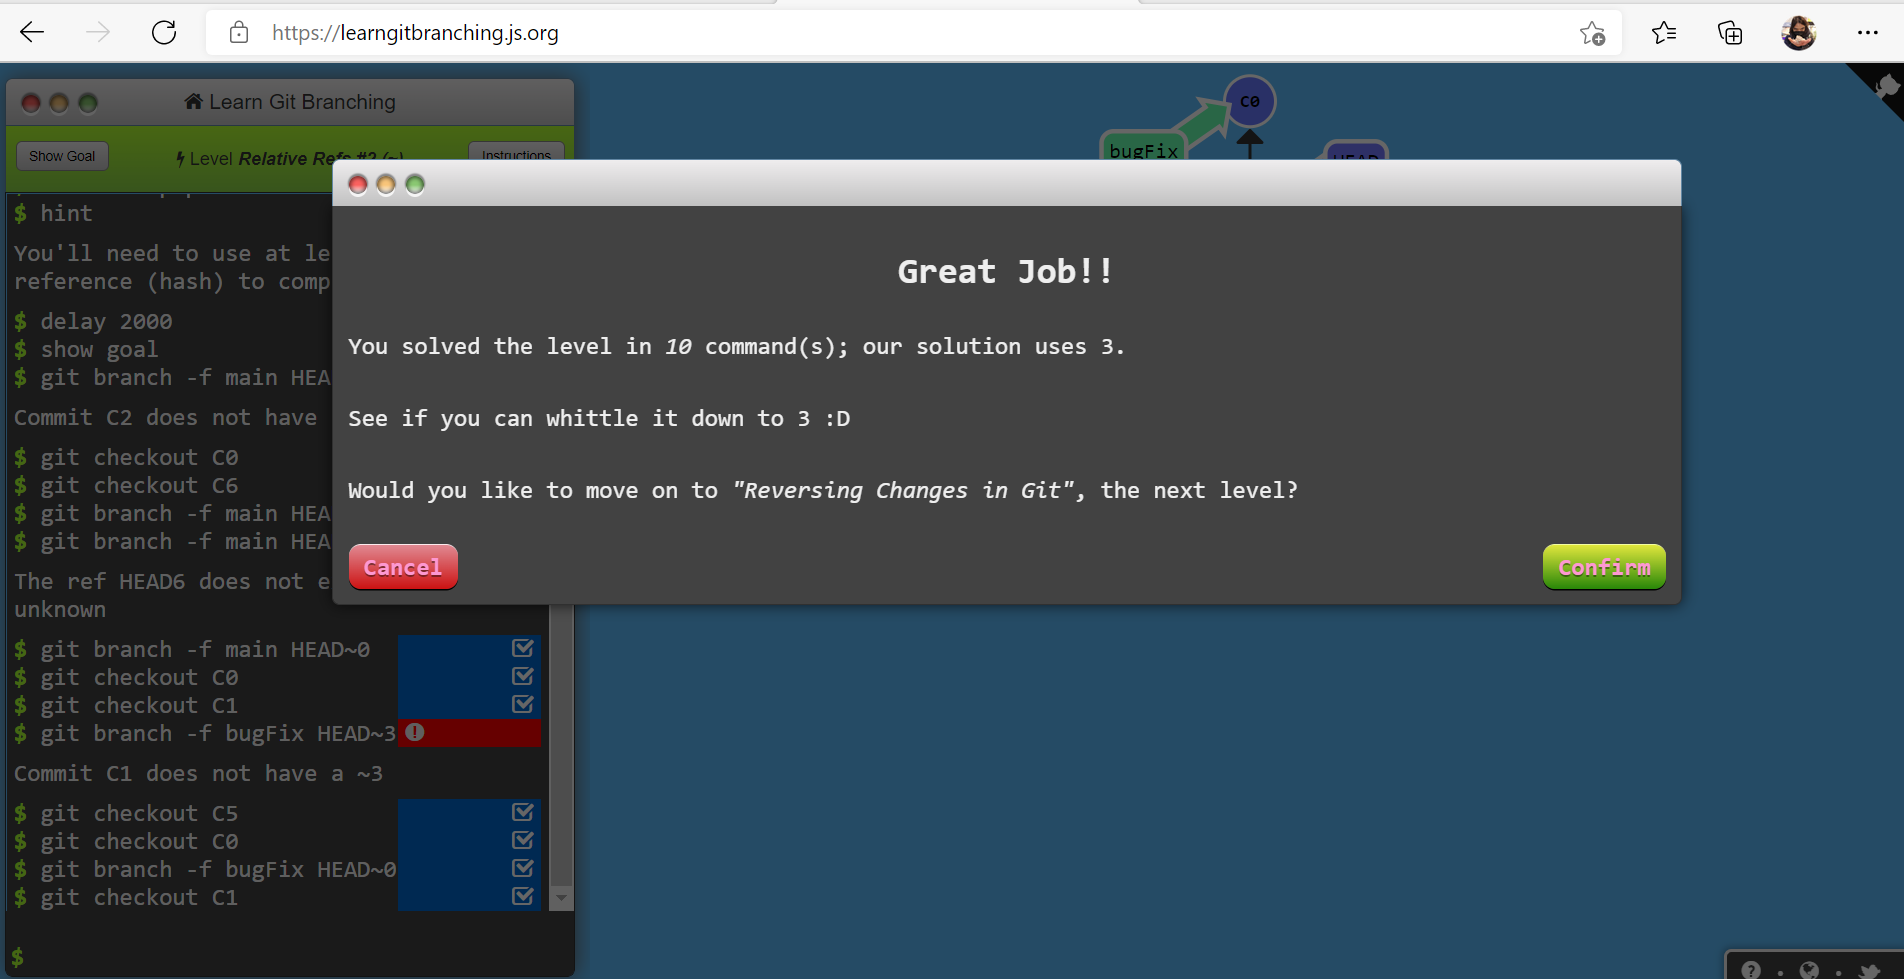 https://learngitbranching.js.org
Learn Git Branching
Show Goal
Level Relative Refs #2 (~)
Instructions
$ hint
You'll need to use at le
reference (hash) to comp
$ delay 2000
$ show goal
$ git branch -f main HEA
Commit C2 does not have
$ git checkout C0
$ git checkout C6
$ git branch -f main HEA
$ git branch -f main HEA
The ref HEAD6 does not e
unknown
$ git branch -f main HEAD~0
$ git checkout C0
$ git checkout C1
$ git branch -f bugFix HEAD~3
Commit C1 does not have a ~3
$ git checkout C5
$ git checkout C0
$ git branch -f bugFix HEAD~0
$ git checkout C1
$
C0
bugFix
HEAD
Great Job!!
You solved the level in 10 command(s); our solution uses 3.
See if you can whittle it down to 3 :D
Would you like to move on to "Reversing Changes in Git", the next level?
Cancel
Confirm